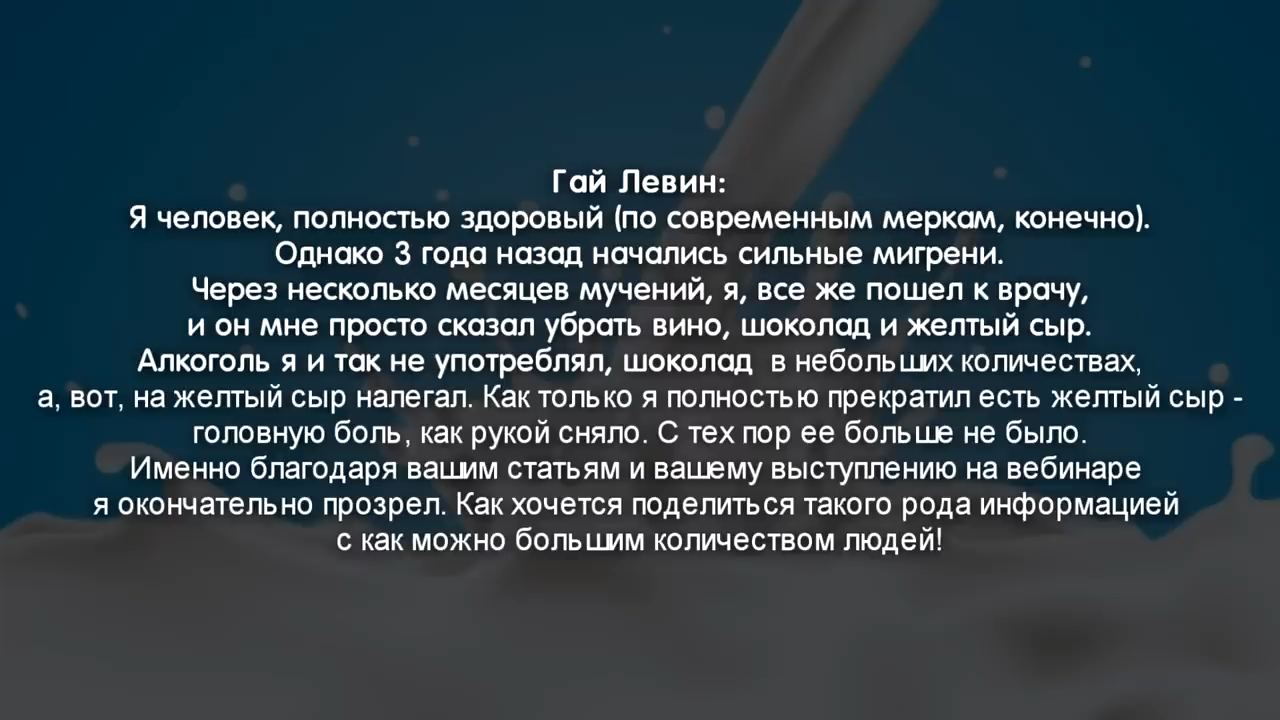 Гай Левин:
Я человек, полностью здоровый (по современным меркам, конечно).
Однако 3 года назад начались сильные мигрени.
Через несколько месяцев мучений, я, все же пошел к врачу,
и он мне просто сказал убрать вино, шоколад и желтый сыр.
Алкоголь я и так не употреблял, шоколад в небольших количествах,
а, вот, на желтый сыр налегал. Как только я полностью прекратил есть желтый сыр -
головную боль, как рукой сняло. С тех пор ее больше не было.
Именно благодаря вашим статьям и вашему выступлению на вебинаре
я окончательно прозрел. Как хочется поделиться такого рода информацией
с как можно большим количеством людей!